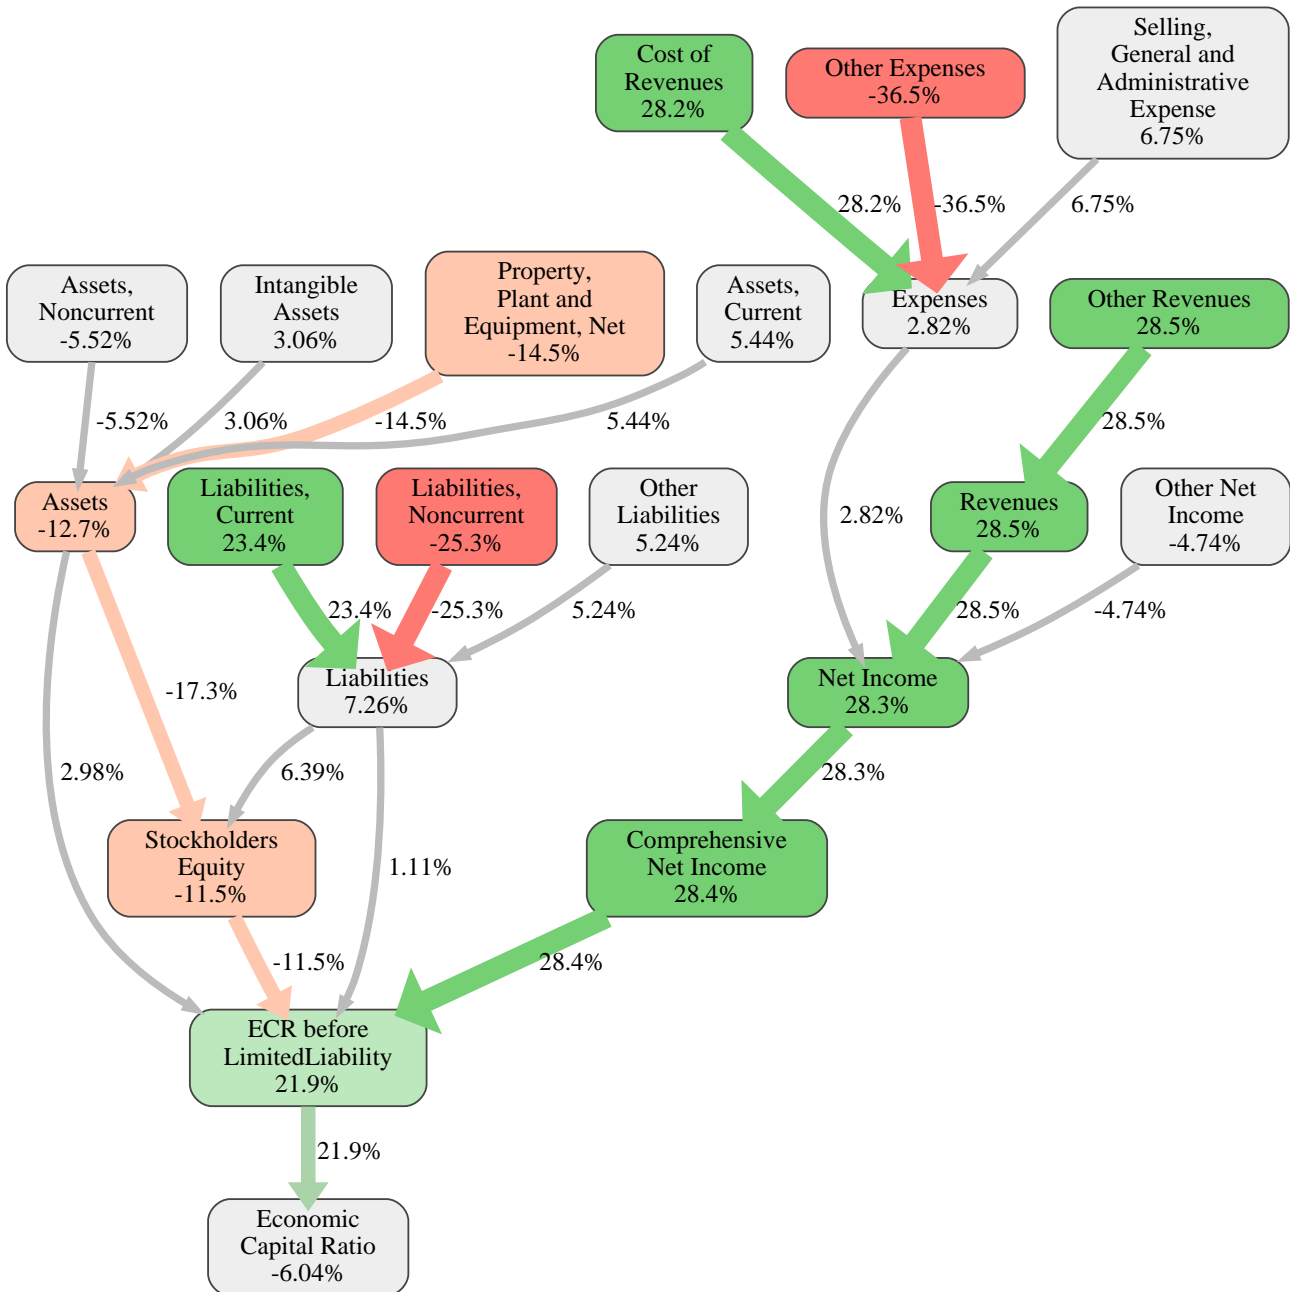 Cost of
Revenues
28.2%
Other Expenses
-36.5%
Selling,
General and
Administrative
Expense
6.75%
28.2%
-36.5%
6.75%
Assets,
Noncurrent
-5.52%
Intangible
Assets
3.06%
Property,
Plant and
Equipment, Net
-14.5%
Assets,
Current
5.44%
Expenses
2.82%
Other Revenues
28.5%
-5.52%
3.06%
-14.5%
5.44%
28.5%
Assets
-12.7%
Liabilities,
Current
23.4%
Liabilities,
Noncurrent
-25.3%
Other
Liabilities
5.24%
2.82%
Revenues
28.5%
Other Net
Income
-4.74%
23.4%
-25.3%
5.24%
28.5%
-4.74%
-17.3%
Liabilities
7.26%
Net Income
28.3%
2.98%
6.39%
28.3%
Stockholders
Equity
-11.5%
1.11%
Comprehensive
Net Income
28.4%
-11.5%
28.4%
ECR before
LimitedLiability
21.9%
21.9%
Economic
Capital Ratio
-6.04%